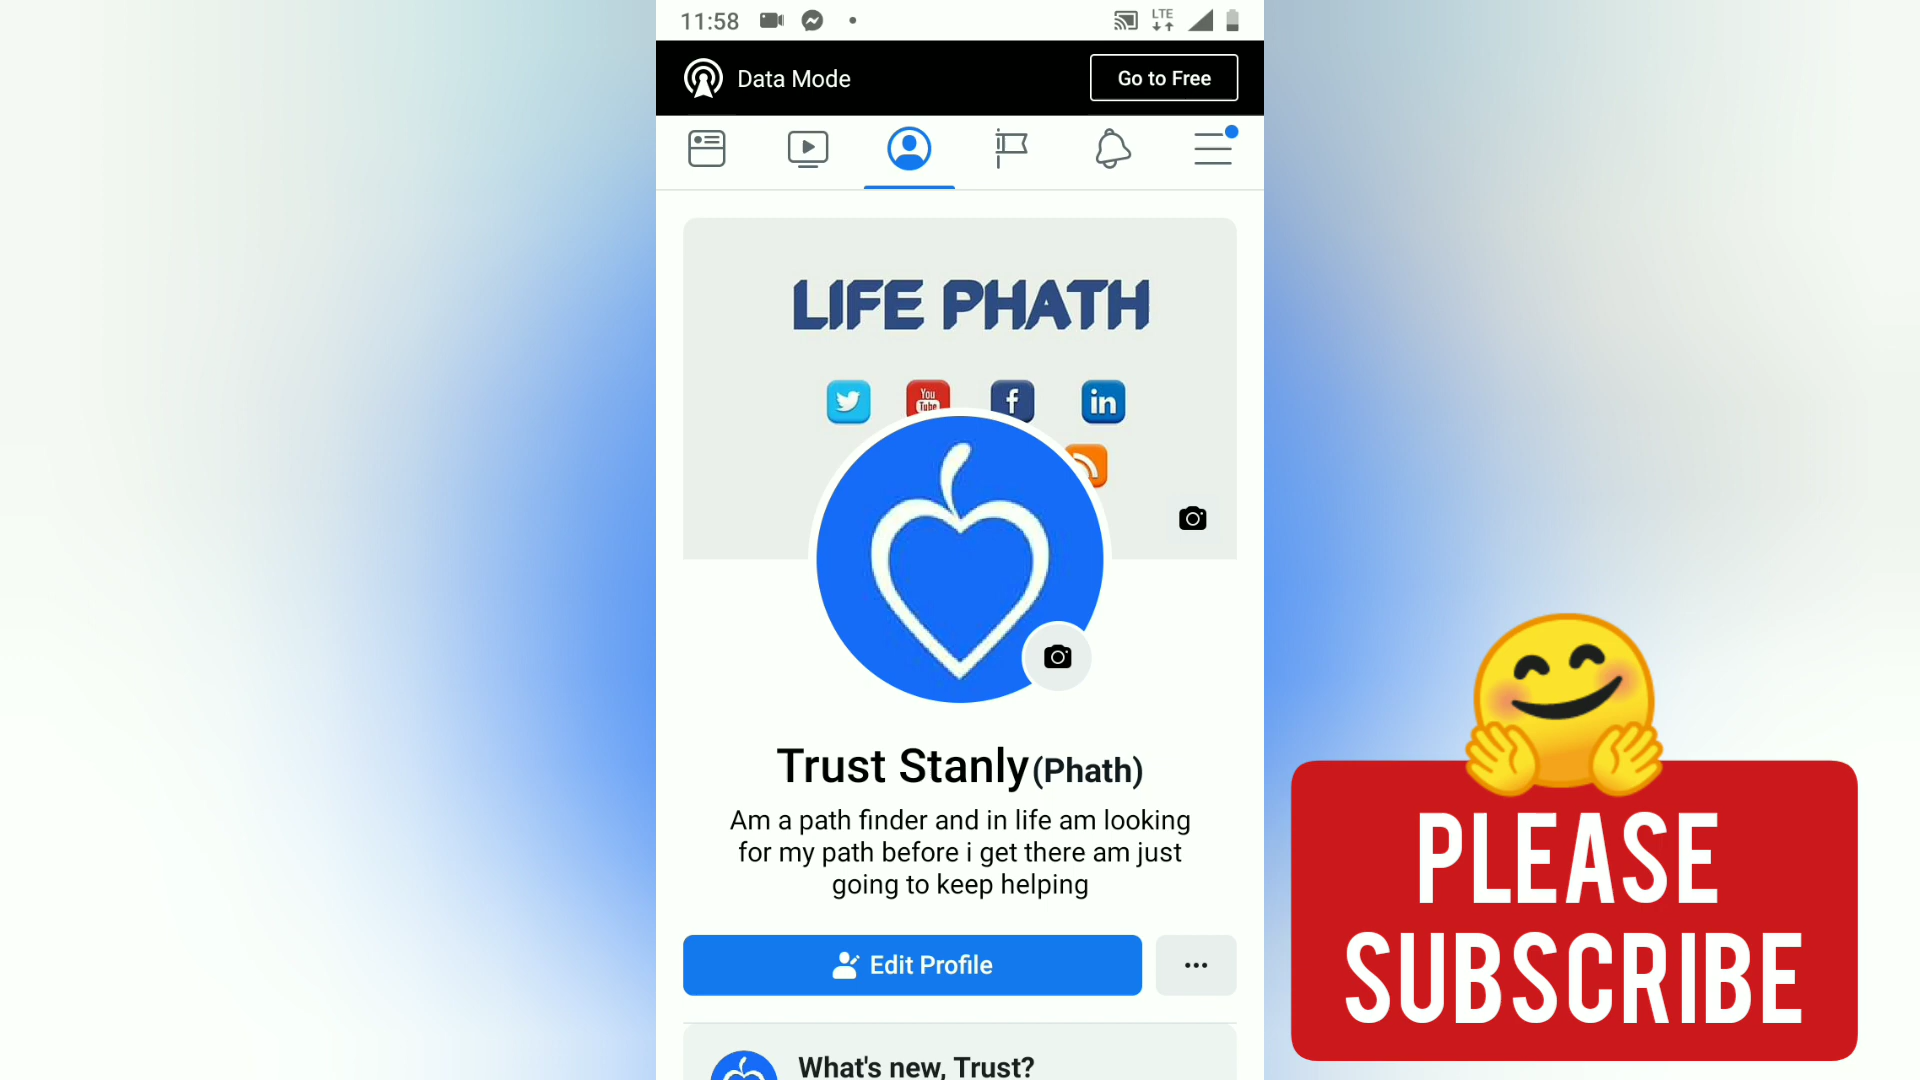 11:58
LTE
Data Mode
Go to Free
LIFE PHATH
You
Tube
f
in
Trust Stanly(Phath)
Am a path finder and in life am looking
for my path before i get there am just
going to keep helping
Edit Profile
What's new, Trust?
PLEASE
SUBSCRIBE